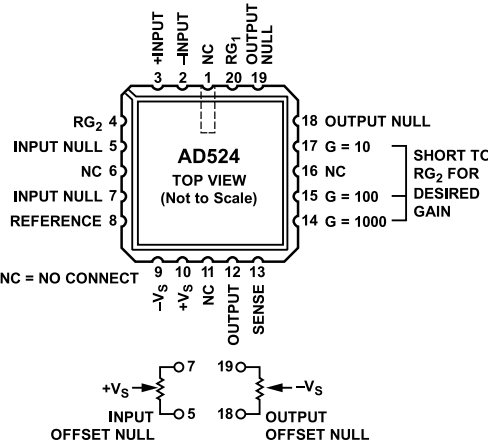 +INPUT
–INPUT
NC
RG1
OUTPUT
NULL
3 2 1 20 19
RG2 4
INPUT NULL 5
NC 6
INPUT NULL 7
REFERENCE 8
AD524
TOP VIEW
(Not to Scale)
18 OUTPUT NULL
17 G = 10
16 NC
15 G = 100
14 G = 1000
SHORT TO
RG2 FOR
DESIRED
GAIN
NC = NO CONNECT
9 10 11 12 13
–VS
+VS
NC
OUTPUT
SENSE
+VS
7
5
INPUT
OFFSET NULL
19
18
–VS
OUTPUT
OFFSET NULL